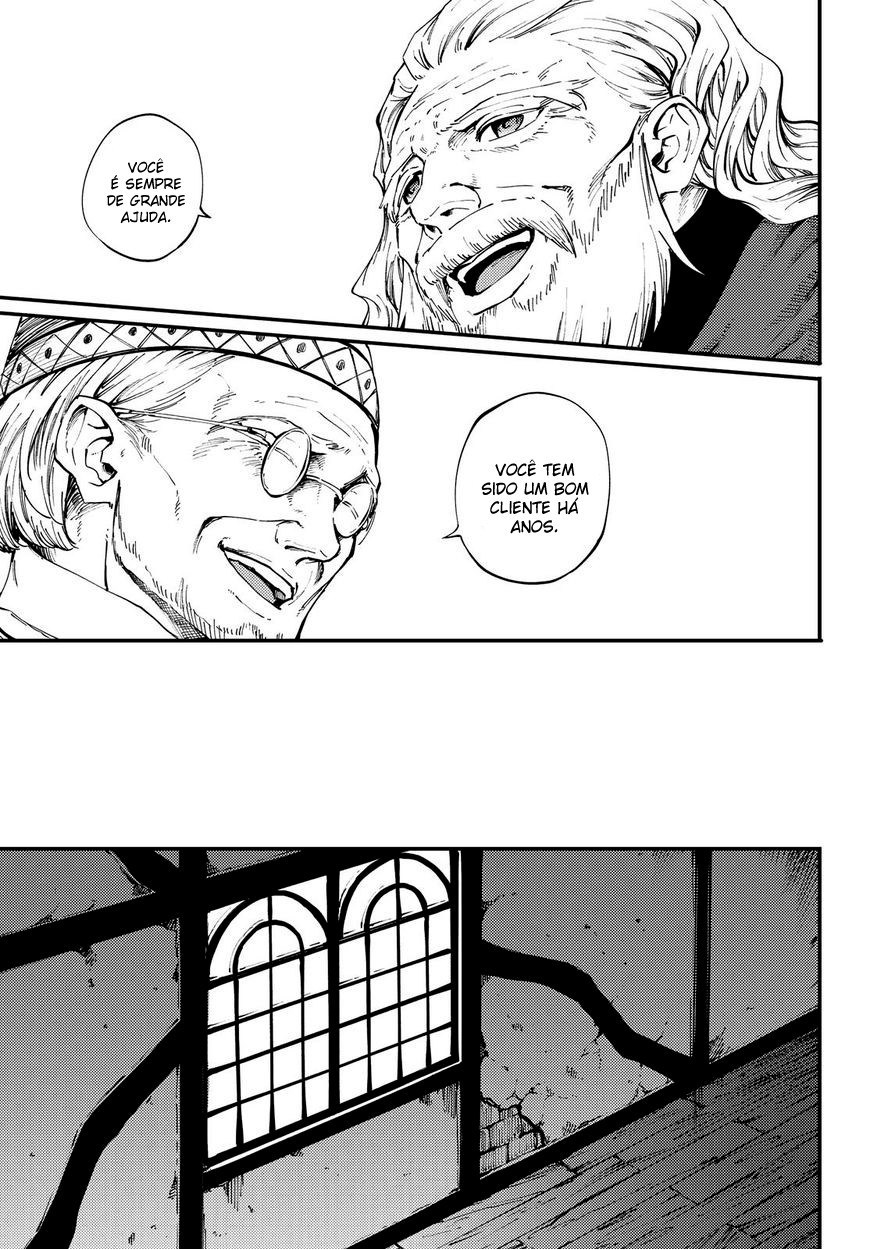 VOCÊ
É SEMPRE
DE GRANDE
AJUDA.
VOCÊ TEM
SIDO UM BOM
CLIENTE HÁ
ANOS.